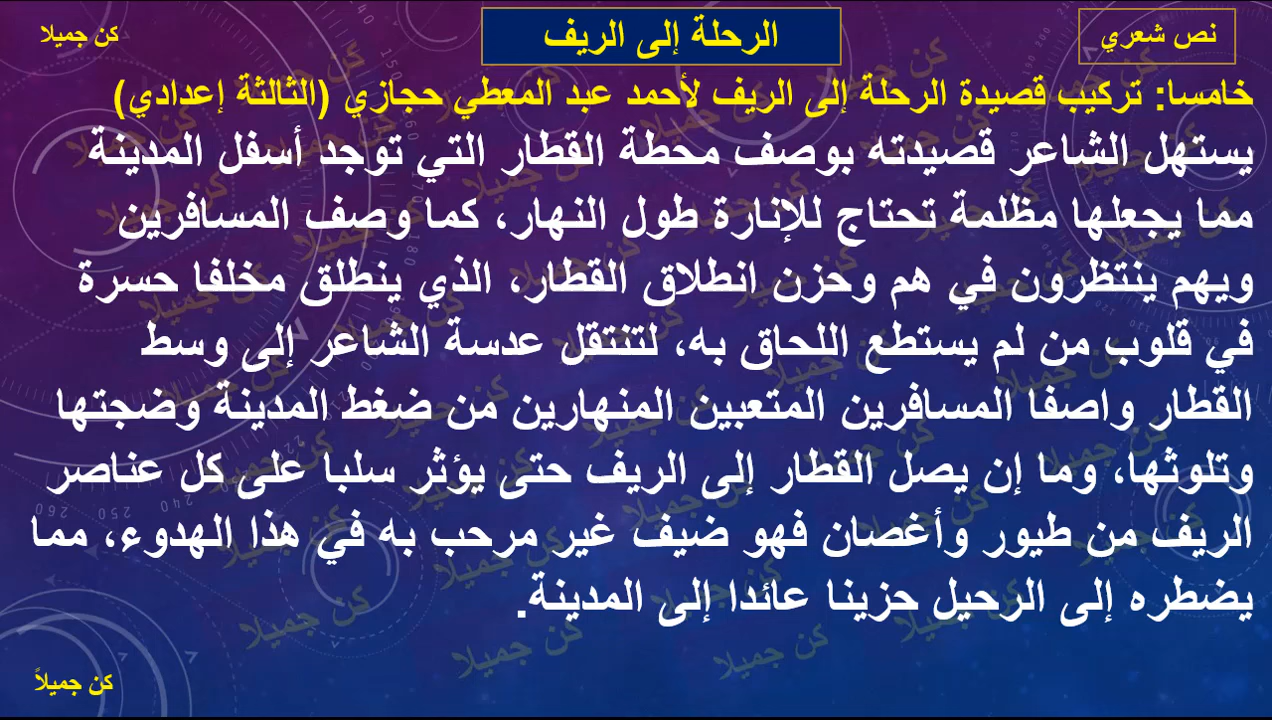 نص شعري
الرحلة إلى الريف
كن جميلا
خامسا: تركيب قصيدة الرحلة إلى الريف لأحمد عبد المعطي حجازي (الثالثة إعدادي)
يستهل الشاعر قصيدته بوصف محطة القطار التي توجد أسفل المدينة
مما يجعلها مظلمة تحتاج للإنارة طول النهار، كما وصف المسافرين
ويهم ينتظرون في هم وحزن انطلاق القطار، الذي ينطلق مخلفا حسرة
في قلوب من لم يستطع اللحاق به، لتنتقل عدسة الشاعر إلى وسط
القطار واصفا المسافرين المتعبين المنهارين من ضغط المدينة وضجتها
وتلوثها، وما إن يصل القطار إلى الريف حتى يؤثر سلبا على كل عناصر
الريف من طيور وأغصان فهو ضيف غير مرحب به في هذا الهدوء، مما
يضطره إلى الرحيل حزينا عائدا إلى المدينة.
كن جميلاً